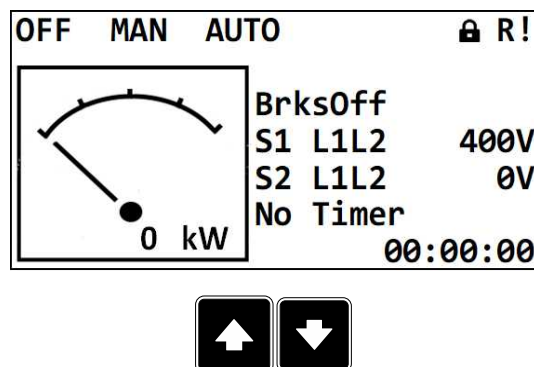 OFF MAN AUTO R!
BrksOff
S1 L1L2 400V
S2 L1L2 0V
No Timer
0 kW
00:00:00